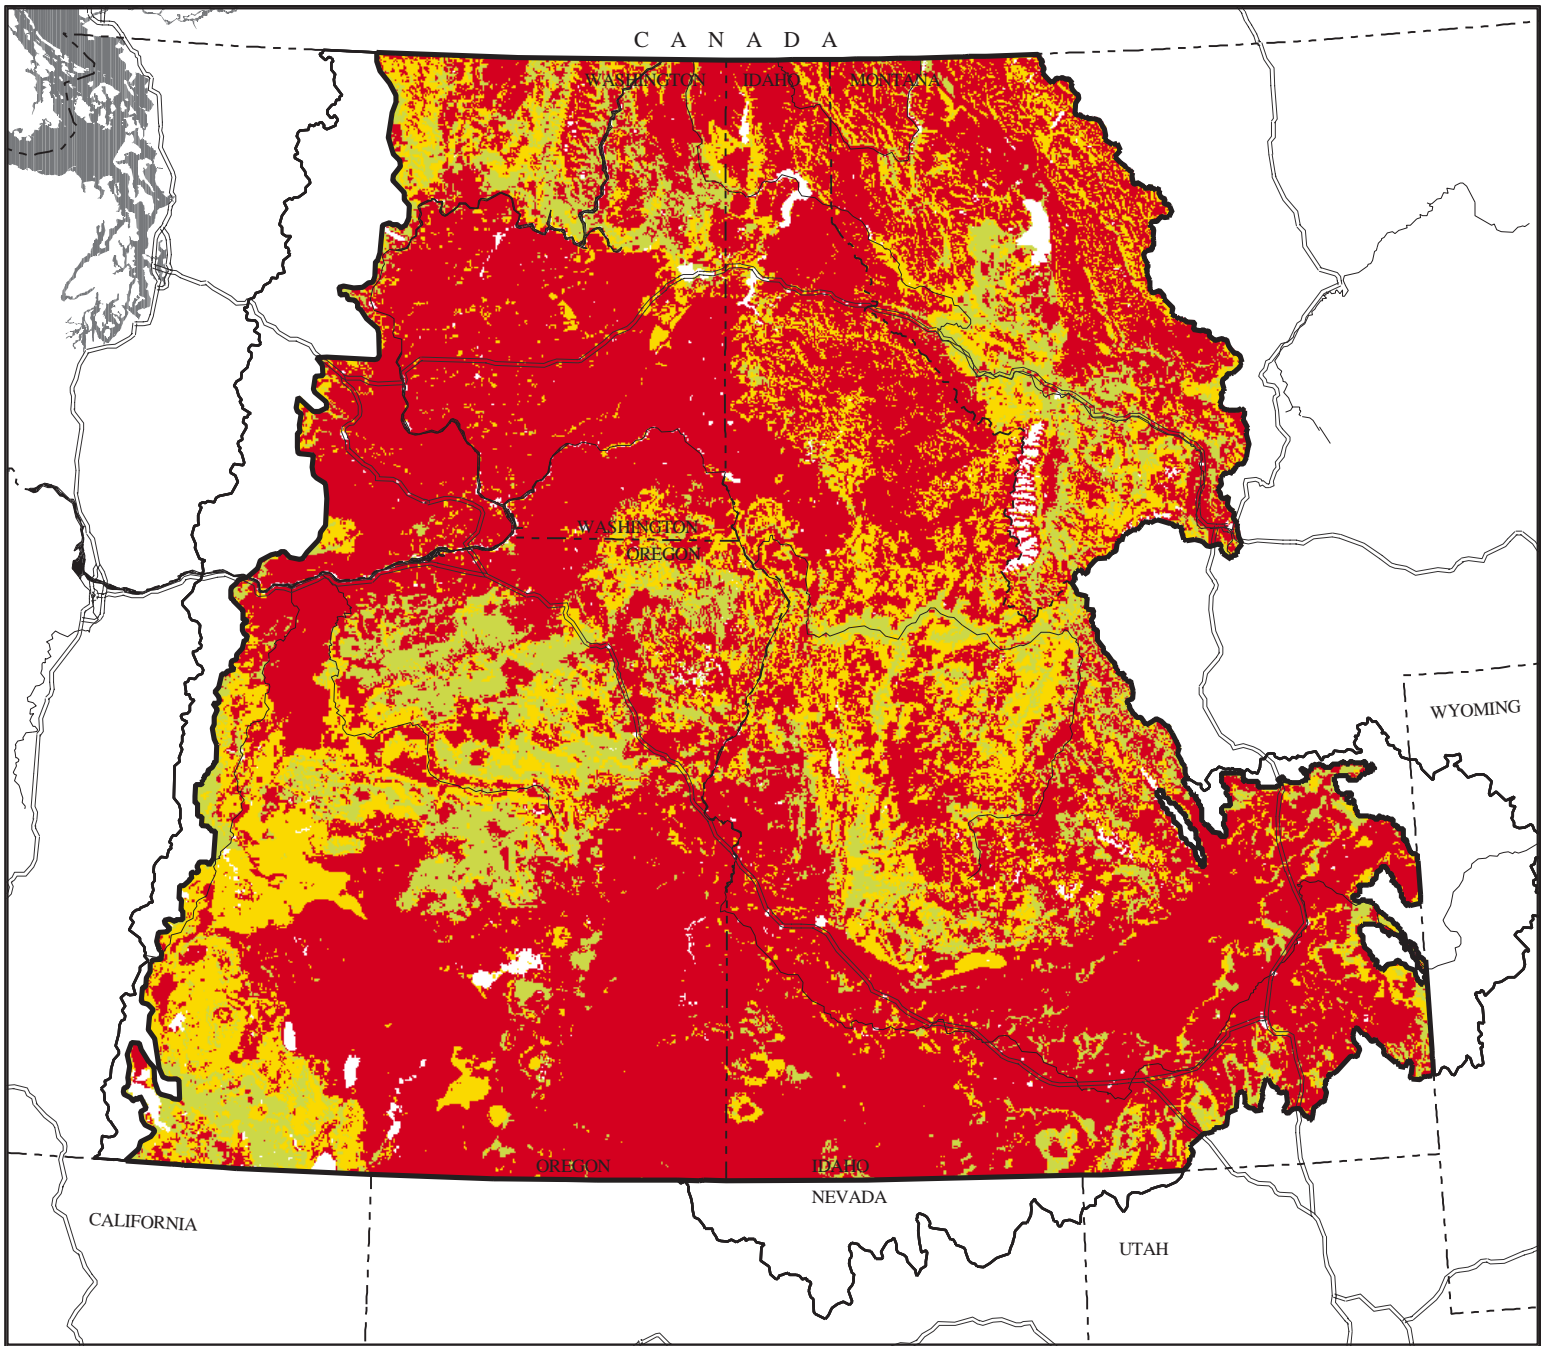 C A N A D A
WASHINGTON
IDAHO
MONTANA
WASHINGTON
OREGON
WYOMING
OREGON
IDAHO
NEVADA
CALIFORNIA
UTAH